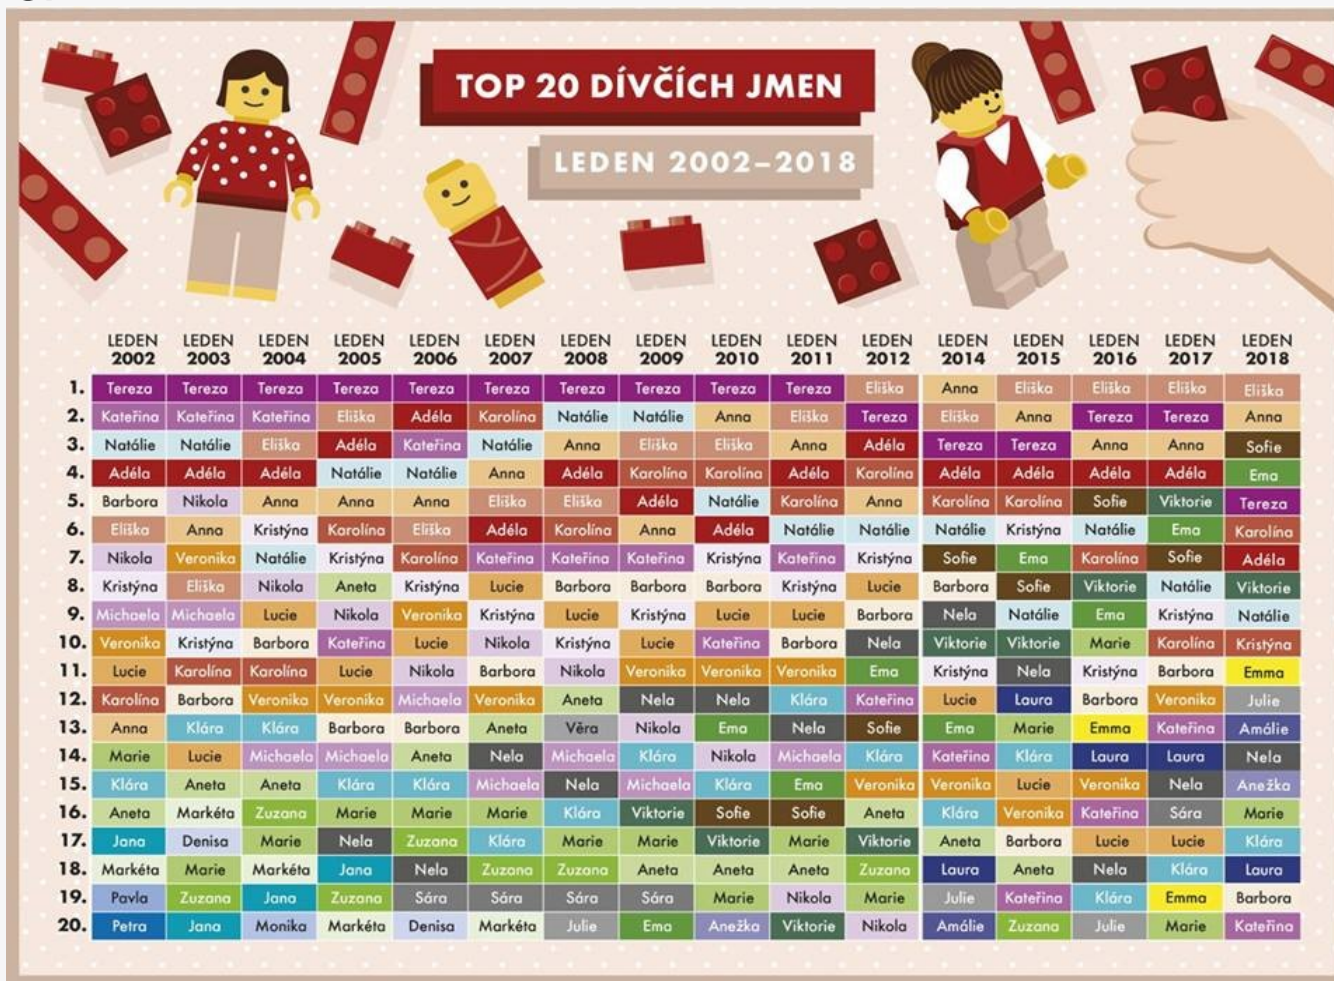 TOP 20 DÍVČÍCH JMEN
LEDEN 2002–2018
LEDEN LEDEN LEDEN LEDEN LEDEN LEDEN LEDEN LEDEN LEDEN LEDEN LEDEN LEDEN LEDEN LEDEN LEDEN LEDEN
2002 2003 2004 2005 2006 2007 2008 2009 2010 2011 2012 2014 2015 2016 2017 2018
1. Tereza Tereza Tereza Tereza Tereza Tereza Tereza Tereza Tereza Tereza Eliška Anna Eliška Eliška Eliška Eliška
2. Kateřina Kateřina Kateřina Eliška Adéla Karolína Natálie Natálie Anna Eliška Tereza Eliška Anna Tereza Tereza Anna
3. Natálie Natálie Eliška Adéla Kateřina Natálie Anna Eliška Eliška Anna Adéla Tereza Tereza Anna Anna Sofie
4. Adéla Adéla Adéla Natálie Natálie Anna Adéla Karolína Karolína Adéla Karolína Adéla Adéla Adéla Adéla Ema
5. Barbora Nikola Anna Anna Anna Eliška Eliška Adéla Natálie Karolína Anna Karolína Karolína Sofie Viktorie Tereza
6. Eliška Anna Kristýna Karolína Eliška Adéla Karolína Anna Adéla Natálie Natálie Natálie Kristýna Natálie Ema Karolína
7. Nikola Veronika Natálie Kristýna Karolína Kateřina Kateřina Kateřina Kristýna Kateřina Kristýna Sofie Ema Karolína Sofie Adéla
8. Kristýna Eliška Nikola Aneta Kristýna Lucie Barbora Barbora Barbora Kristýna Lucie Barbora Sofie Viktorie Natálie Viktorie
9. Michaela Michaela Lucie Nikola Veronika Kristýna Lucie Kristýna Lucie Lucie Barbora Nela Natálie Ema Kristýna Natálie
10. Veronika Kristýna Barbora Kateřina Lucie Nikola Kristýna Lucie Kateřina Barbora Nela Viktorie Viktorie Marie Karolína Kristýna
11. Lucie Karolína Karolína Lucie Nikola Barbora Nikola Veronika Veronika Veronika Ema Kristýna Nela Kristýna Barbora Emma
12. Karolína Barbora Veronika Veronika Michaela Veronika Aneta Nela Nela Klára Kateřina Lucie Laura Barbora Veronika Julie
13. Anna Klára Klára Barbora Barbora Aneta Věra Nikola Ema Nela Sofie Ema Marie Emma Kateřina Amálie
14. Marie Lucie Michaela Michaela Aneta Nela Michaela Klára Nikola Michaela Klára Kateřina Klára Laura Laura Nela
15. Klára Aneta Aneta Klára Klára Michaela Nela Michaela Klára Ema Veronika Veronika Lucie Veronika Nela Anežka
16. Aneta Markéta Zuzana Marie Marie Marie Klára Viktorie Sofie Sofie Aneta Klára Veronika Kateřina Sára Marie
17. Jana Denisa Marie Nela Zuzana Klára Marie Marie Viktorie Marie Viktorie Aneta Barbora Lucie Lucie Klára
18. Markéta Marie Markéta Jana Nela Zuzana Zuzana Aneta Aneta Aneta Zuzana Laura Aneta Nela Klára Laura
19. Pavla Zuzana Jana Zuzana Sára Sára Sára Sára Marie Nikola Marie Julie Kateřina Klára Emma Barbora
20. Petra Jana Monika Markéta Denisa Markéta Julie Ema Anežka Viktorie Nikola Amálie Zuzana Julie Marie Kateřina